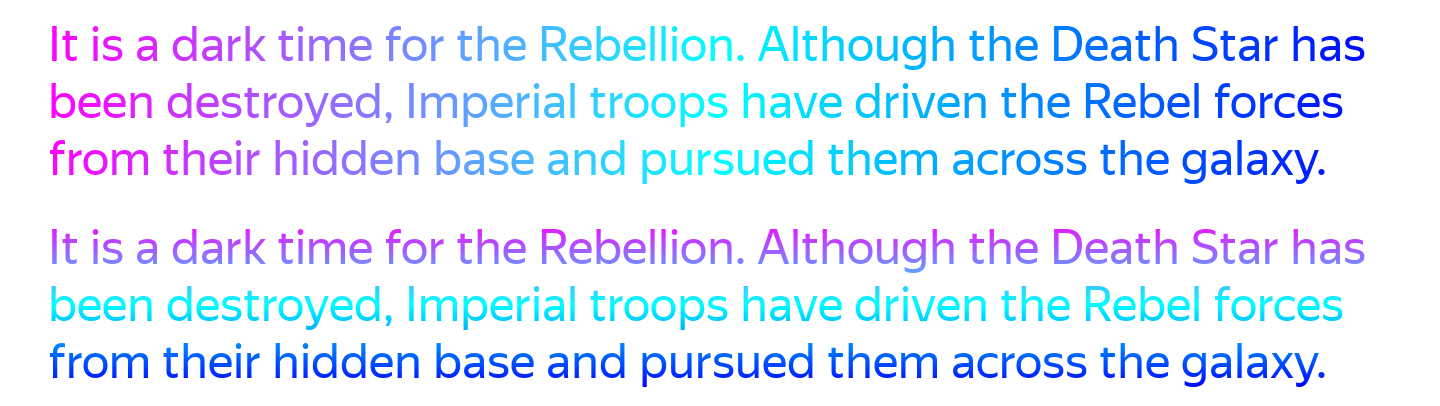 It is a dark time for the Rebellion. Although the Death Star has
been destroyed, Imperial troops have driven the Rebel forces
from their hidden base and pursued them across the galaxy.
It is a dark time for the Rebellion. Although the Death Star has
been destroyed, Imperial troops have driven the Rebel forces
from their hidden base and pursued them across the galaxy.